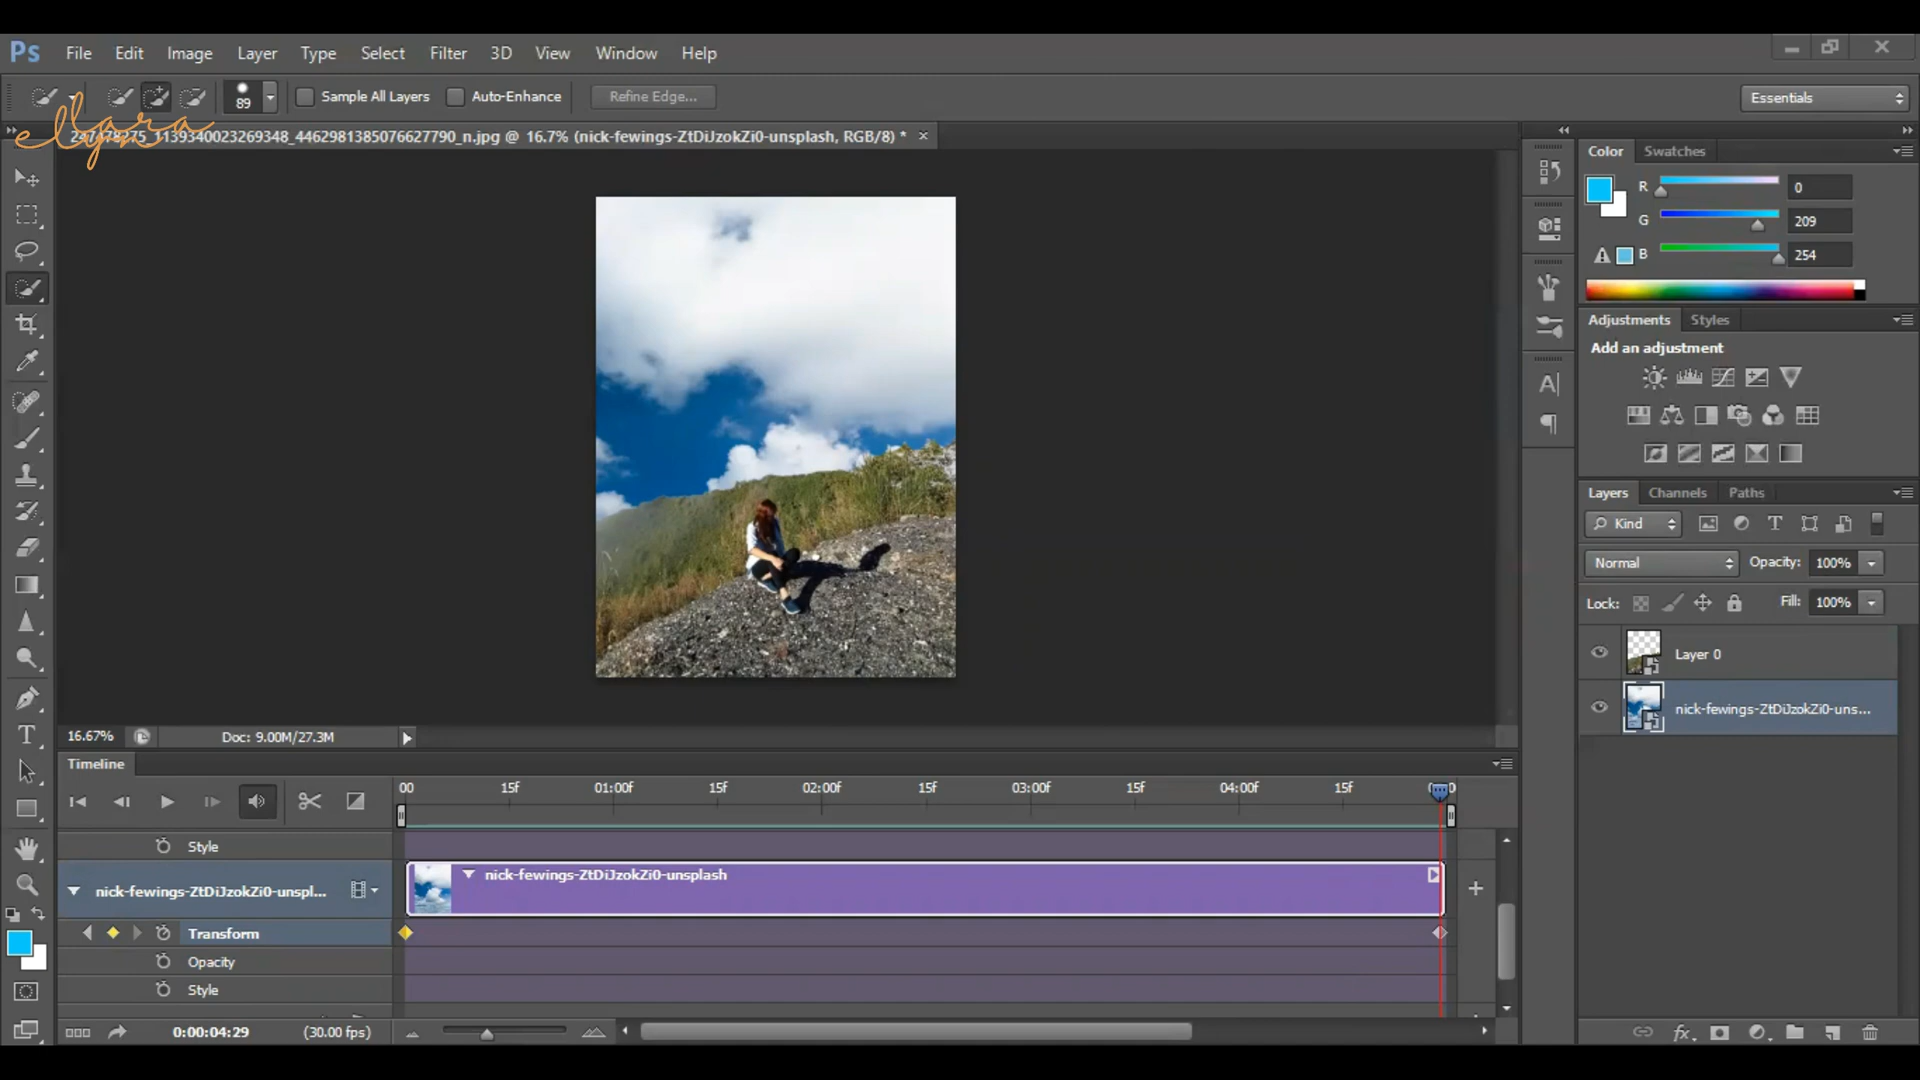 Ps File Edit Image Layer Type Select Filter 3D View Window Help
89 Sample All Layers Auto-Enhance Refine Edge... Essentials
elara
247478275_1139340023269348_4462981385076627790_n.jpg @ 16.7% (nick-fewings-ZtDiJzokZi0-unsplash, RGB/8) *
Color Swatches
R 0
G 209
B 254
Adjustments Styles
Add an adjustment
Layers Channels Paths
Kind
Normal Opacity: 100%
Lock: Fill: 100%
Layer 0
nick-fewings-ZtDiJzokZi0-uns...
16.67% Doc: 9.00M/27.3M
Timeline
00 15f 01:00f 15f 02:00f 15f 03:00f 15f 04:00f 15f
Style
nick-fewings-ZtDiJzokZi0-unspl... nick-fewings-ZtDiJzokZi0-unsplash
Transform
Opacity
Style
0:00:04:29 (30.00 fps)